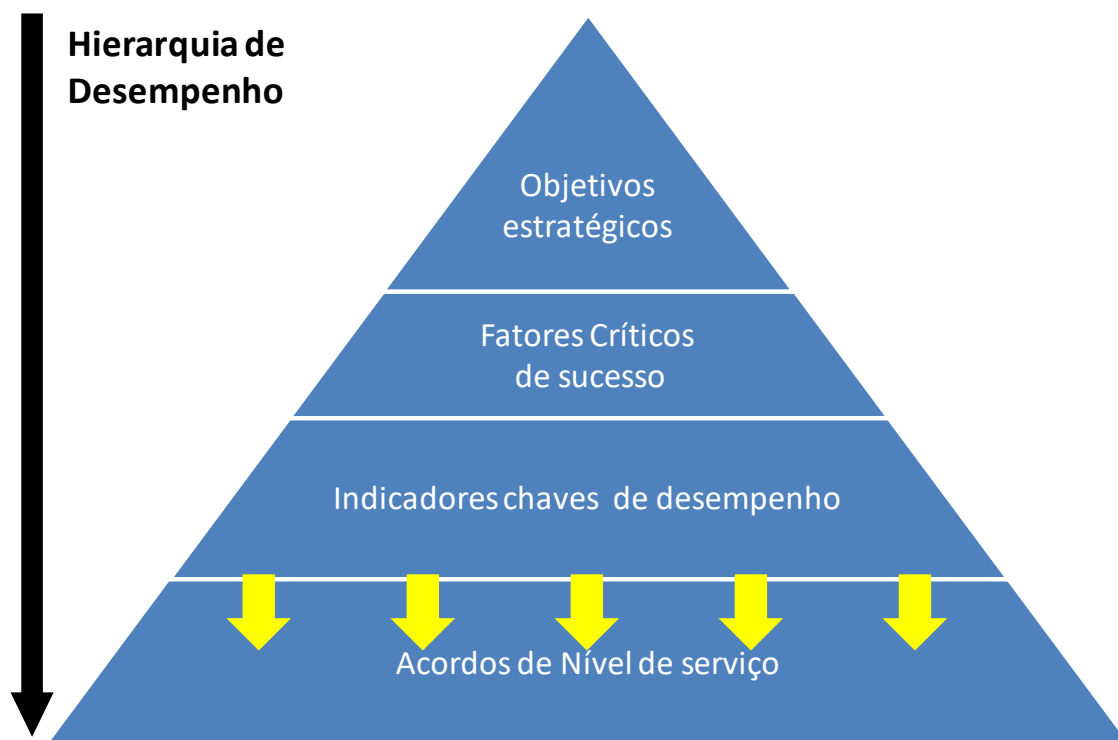 Hierarquia de
Desempenho
Objetivos
estratégicos
Fatores Críticos
de sucesso
Indicadores chaves de desempenho
Acordos de Nível de serviço